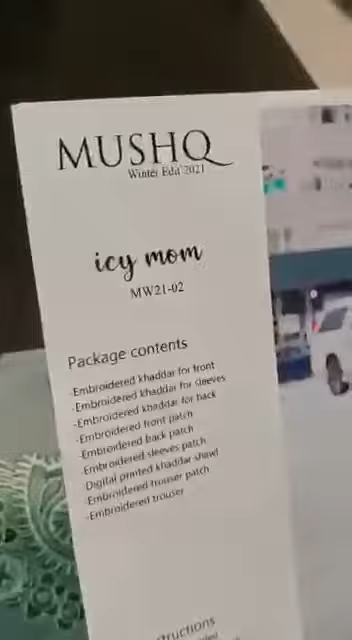 MUSHQ
Winter Edit'2021
icy mom
MW21-02
Package contents
-Embroidered khaddar for front
-Embroidered khaddar for sleeves
-Embroidered khaddar for back
-Embroidered front patch
-Embroidered back patch
-Embroidered sleeves patch
-Digital printed khaddar shawl
-Embroidered trouser patch
-Embroidered trouser